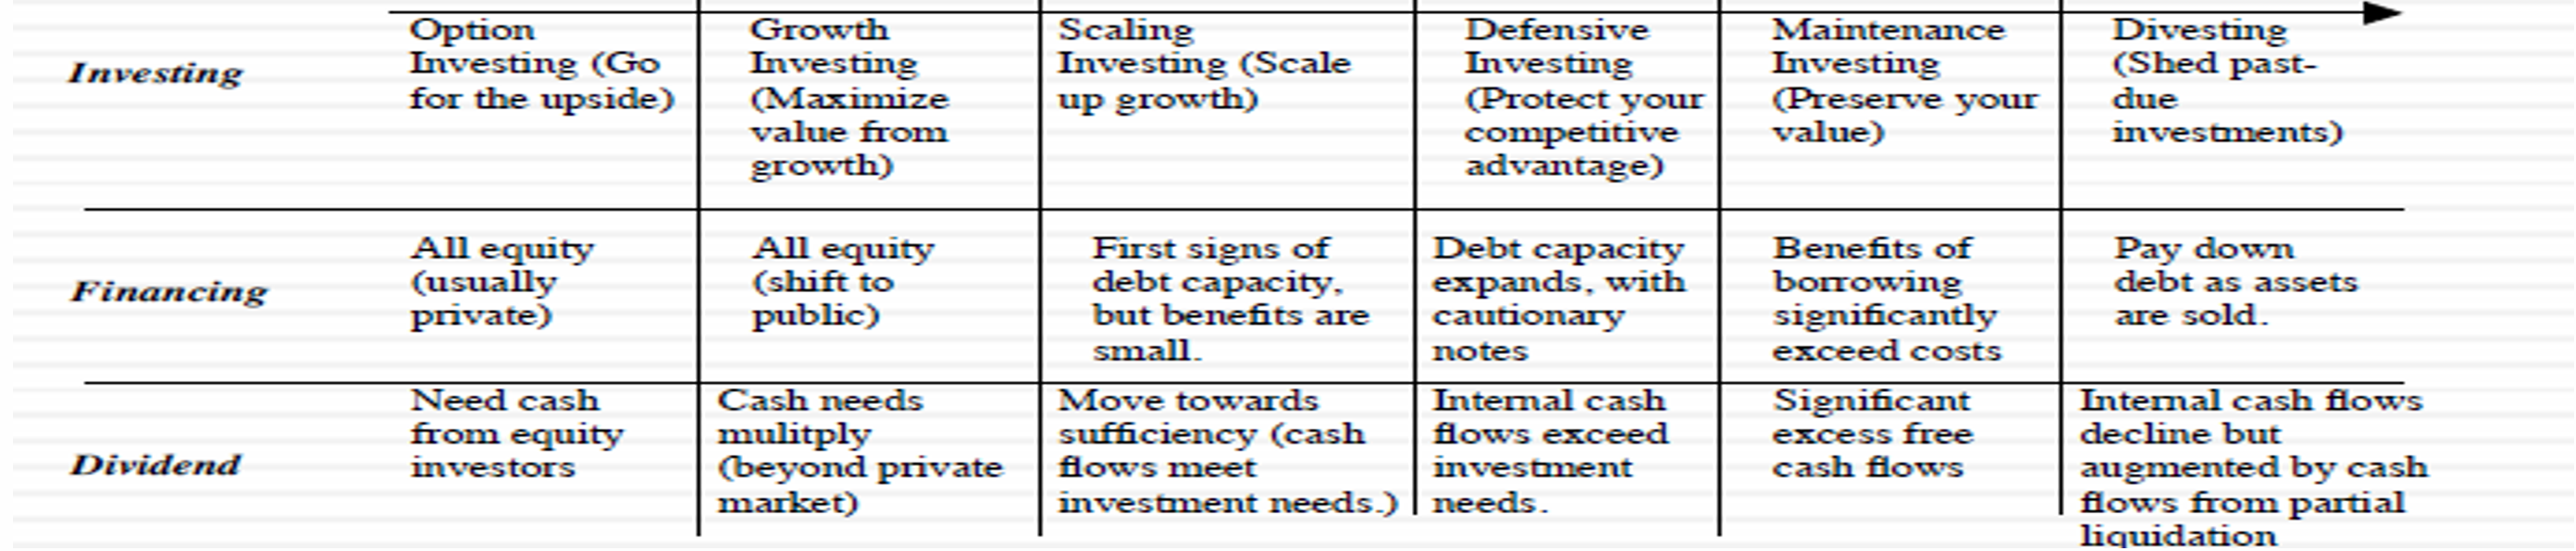 Investing
Option
Investing (Go
for the upside)
Growth
Investing
(Maximize
value from
growth)
Scaling
Investing (Scale
up growth)
Defensive
Investing
(Protect your
competitive
advantage)
Maintenance
Investing
(Preserve your
value)
Divesting
(Shed past-
due
investments)
Financing
All equity
(usually
private)
All equity
(shift to
public)
First signs of
debt capacity,
but benefits are
small.
Debt capacity
expands, with
cautionary
notes
Benefits of
borrowing
significantly
exceed costs
Pay down
debt as assets
are sold.
Dividend
Need cash
from equity
investors
Cash needs
mulitply
(beyond private
market)
Move towards
sufficiency (cash
flows meet
investment needs.)
Internal cash
flows exceed
investment
needs.
Significant
excess free
cash flows
Internal cash flows
decline but
augmented by cash
flows from partial
liquidation